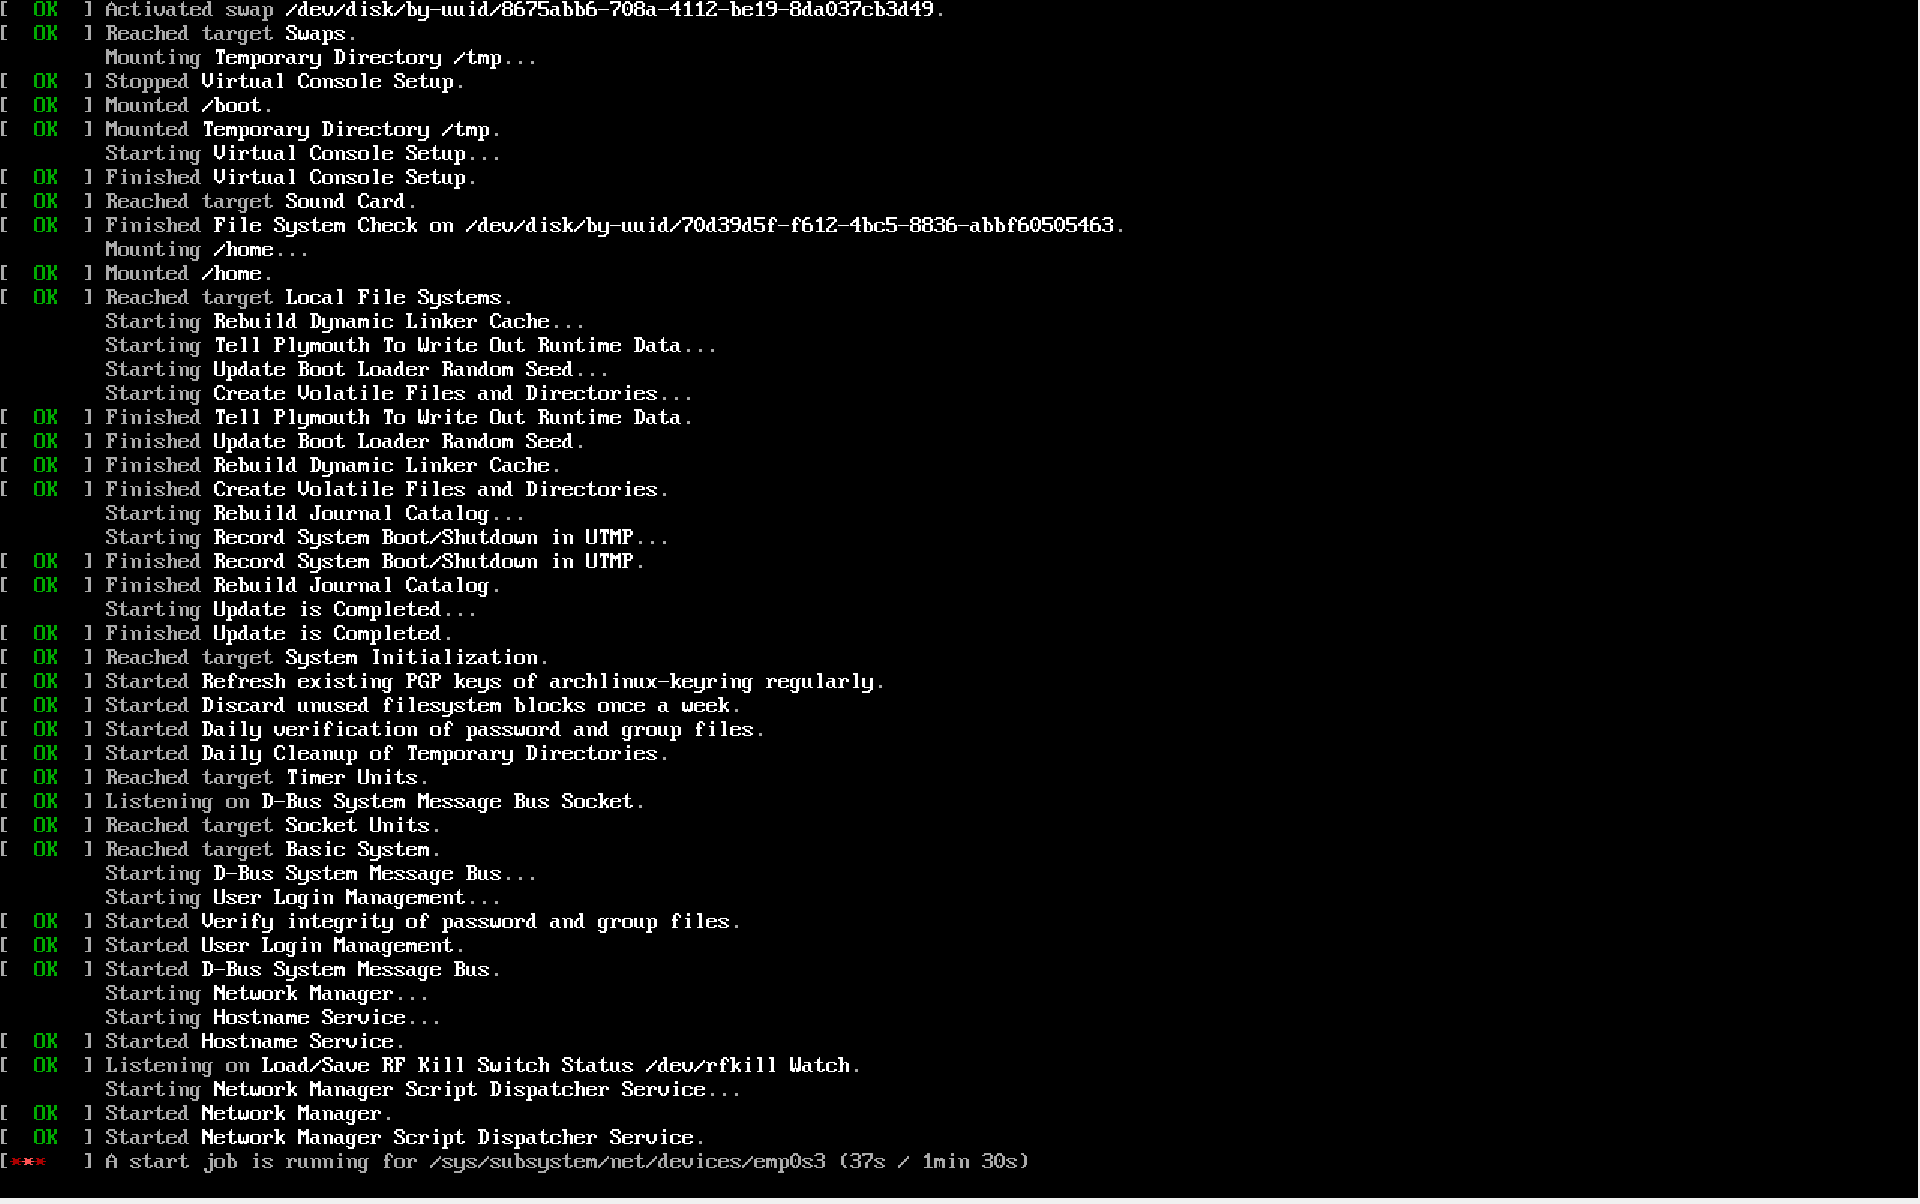 [  OK  ] Activated swap /dev/disk/by-uuid/8675abb6-708a-4112-be19-8da037cb3d49.
[  OK  ] Reached target Swaps.
         Mounting Temporary Directory /tmp...
[  OK  ] Stopped Virtual Console Setup.
[  OK  ] Mounted /boot.
[  OK  ] Mounted Temporary Directory /tmp.
         Starting Virtual Console Setup...
[  OK  ] Finished Virtual Console Setup.
[  OK  ] Reached target Sound Card.
[  OK  ] Finished File System Check on /dev/disk/by-uuid/70d39d5f-f612-4bc5-8836-abbf60505463.
         Mounting /home...
[  OK  ] Mounted /home.
[  OK  ] Reached target Local File Systems.
         Starting Rebuild Dynamic Linker Cache...
         Starting Tell Plymouth To Write Out Runtime Data...
         Starting Update Boot Loader Random Seed...
         Starting Create Volatile Files and Directories...
[  OK  ] Finished Tell Plymouth To Write Out Runtime Data.
[  OK  ] Finished Update Boot Loader Random Seed.
[  OK  ] Finished Rebuild Dynamic Linker Cache.
[  OK  ] Finished Create Volatile Files and Directories.
         Starting Rebuild Journal Catalog...
         Starting Record System Boot/Shutdown in UTMP...
[  OK  ] Finished Record System Boot/Shutdown in UTMP.
[  OK  ] Finished Rebuild Journal Catalog.
         Starting Update is Completed...
[  OK  ] Finished Update is Completed.
[  OK  ] Reached target System Initialization.
[  OK  ] Started Refresh existing PGP keys of archlinux-keyring regularly.
[  OK  ] Started Discard unused filesystem blocks once a week.
[  OK  ] Started Daily verification of password and group files.
[  OK  ] Started Daily Cleanup of Temporary Directories.
[  OK  ] Reached target Timer Units.
[  OK  ] Listening on D-Bus System Message Bus Socket.
[  OK  ] Reached target Socket Units.
[  OK  ] Reached target Basic System.
         Starting D-Bus System Message Bus...
         Starting User Login Management...
[  OK  ] Started Verify integrity of password and group files.
[  OK  ] Started User Login Management.
[  OK  ] Started D-Bus System Message Bus.
         Starting Network Manager...
         Starting Hostname Service...
[  OK  ] Started Hostname Service.
[  OK  ] Listening on Load/Save RF Kill Switch Status /dev/rfkill Watch.
         Starting Network Manager Script Dispatcher Service...
[  OK  ] Started Network Manager.
[  OK  ] Started Network Manager Script Dispatcher Service.
[***   ] A start job is running for /sys/subsystem/net/devices/emp0s3 (37s / 1min 30s)